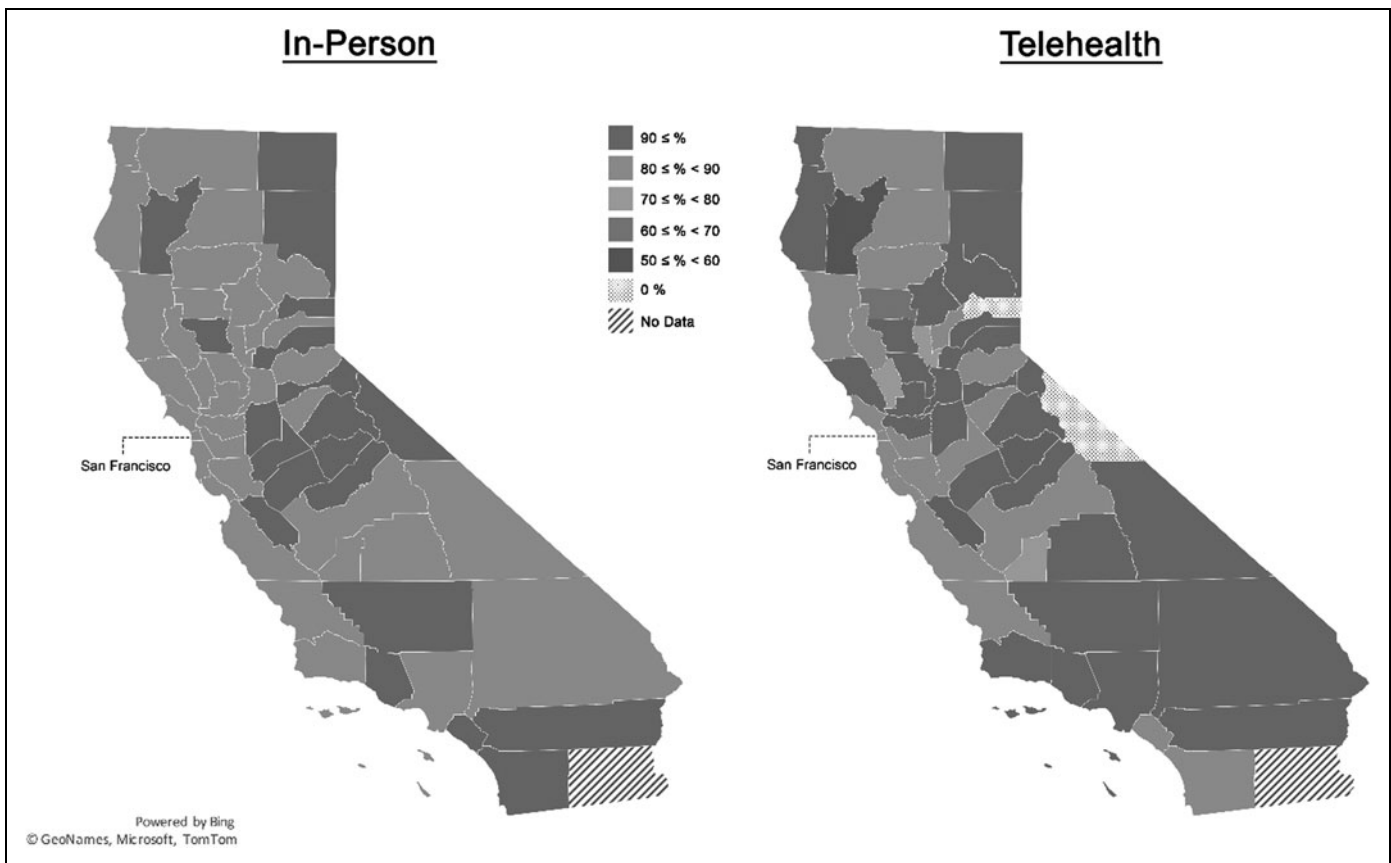 In-Person
Telehealth
90 ≤ %
80 ≤ % < 90
70 ≤ % < 80
60 ≤ % < 70
50 ≤ % < 60
0 %
No Data
San Francisco
San Francisco
Powered by Bing
© GeoNames, Microsoft, TomTom